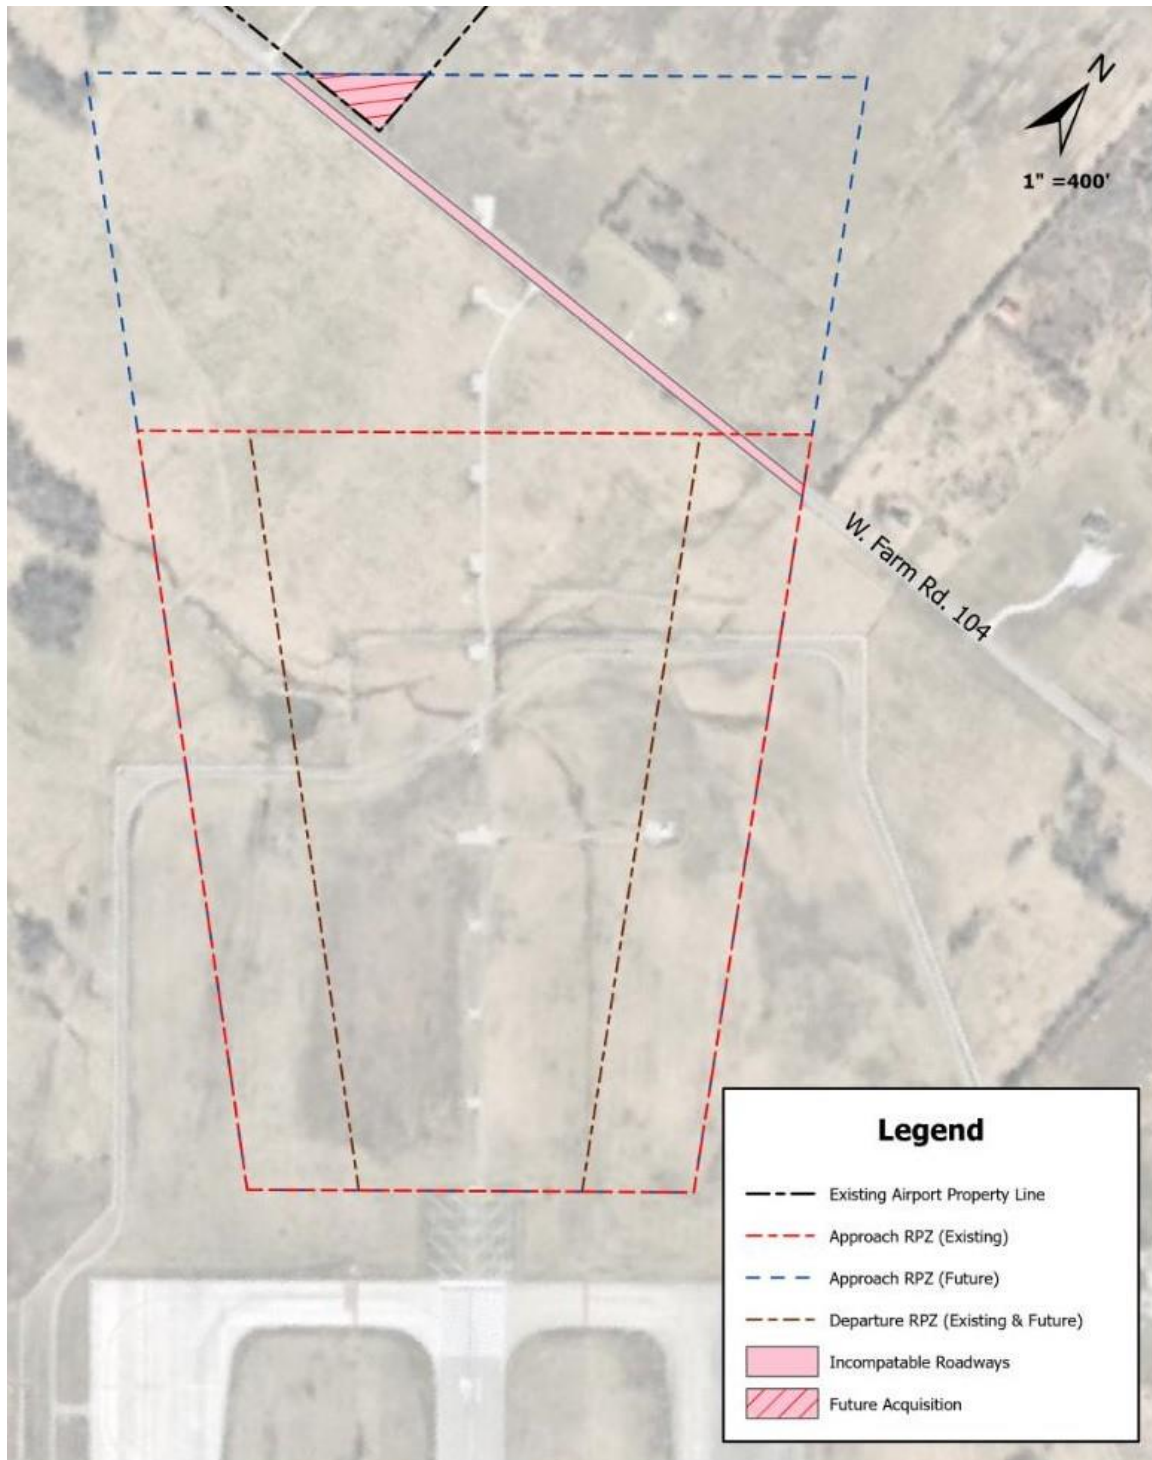 N
1" =400'
W. Farm Rd. 104
Legend
Existing Airport Property Line
Approach RPZ (Existing)
Approach RPZ (Future)
Departure RPZ (Existing & Future)
Incompatable Roadways
Future Acquisition